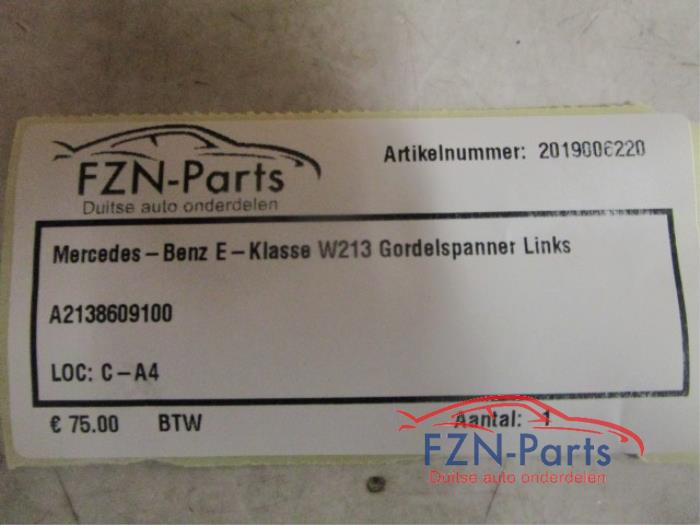 FZN-Parts
Duitse auto onderdelen
Artikelnummer: 2019006220
Mercedes-Benz E-Klasse W213 Gordelspanner Links
A2138609100
LOC: C-A4
€ 75.00 BTW Aantal: 1
FZN-Parts
Duitse auto onderdelen